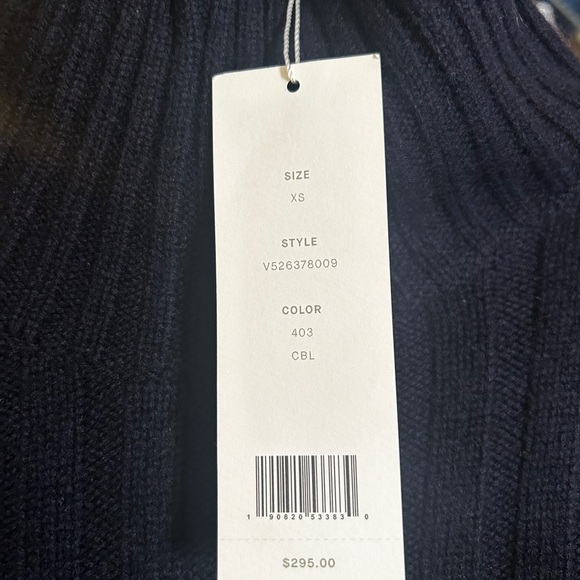 SIZE
XS
STYLE
V526378009
COLOR
403
CBL
1 90820 53383 0
$295.00